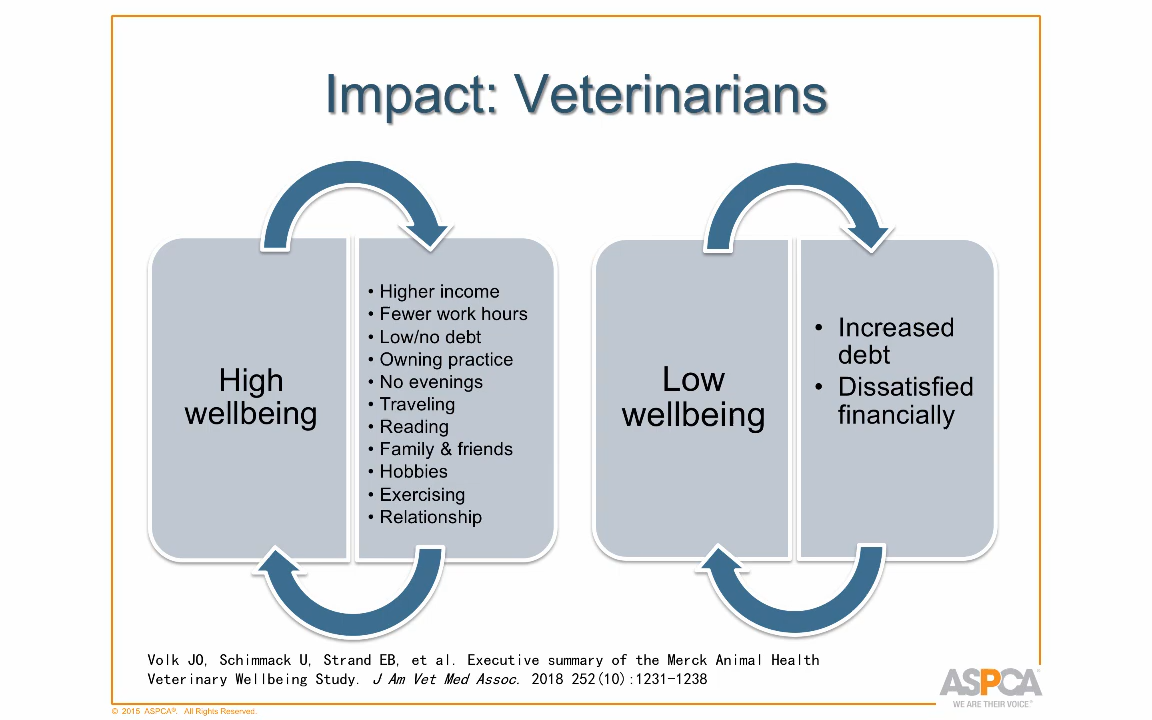 Impact: Veterinarians
High
wellbeing
• Higher income
• Fewer work hours
• Low/no debt
• Owning practice
• No evenings
• Traveling
• Reading
• Family & friends
• Hobbies
• Exercising
• Relationship
Low
wellbeing
• Increased
debt
• Dissatisfied
financially
Volk JO, Schimmack U, Strand EB, et al. Executive summary of the Merck Animal Health
Veterinary Wellbeing Study. J Am Vet Med Assoc. 2018 252(10):1231-1238
ASPCA®
WE ARE THEIR VOICE.®
© 2015 ASPCA®. All Rights Reserved.